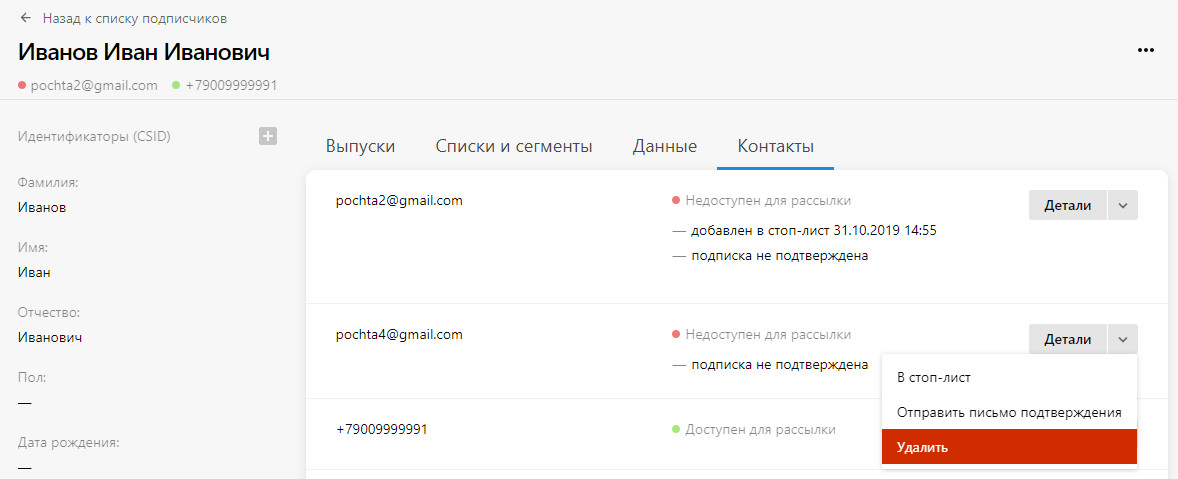 Назад к списку подписчиков
Иванов Иван Иванович
pochta2@gmail.com +79009999991
Идентификаторы (CSID)
Фамилия:
Иванов
Имя:
Иван
Отчество:
Иванович
Пол:
—
Дата рождения:
—
Выпуски Списки и сегменты Данные Контакты
pochta2@gmail.com Недоступен для рассылки Детали
— добавлен в стоп-лист 31.10.2019 14:55
— подписка не подтверждена
pochta4@gmail.com Недоступен для рассылки Детали
— подписка не подтверждена
В стоп-лист
Отправить письмо подтверждения
Удалить
+79009999991 Доступен для рассылки